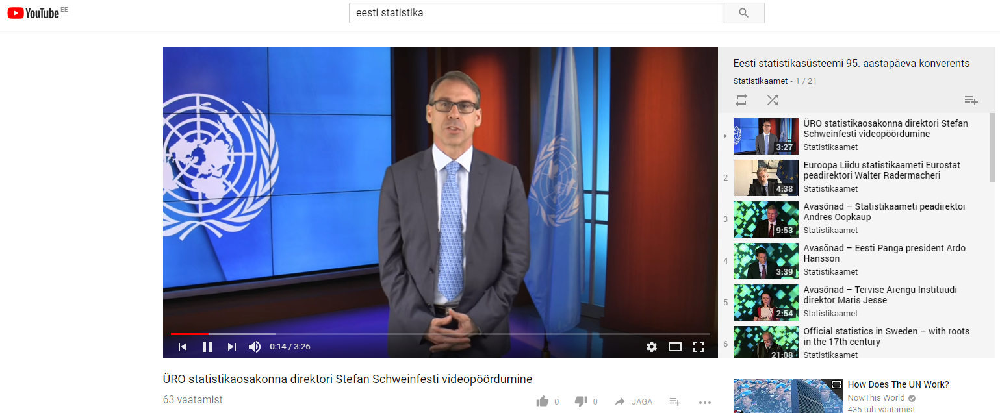 YouTube EE
eesti statistika
Eesti statistikasüsteemi 95. aastapäeva konverents
Statistikaamet - 1 / 21
ÜRO statistikaosakonna direktori Stefan
Schweinfesti videopöördumine
Statistikaamet
3:27
2
Euroopa Liidu statistikaameti Eurostat
peadirektori Walter Radermacheri
Statistikaamet
4:38
3
Avasõnad – Statistikaameti peadirektor
Andres Oopkaup
Statistikaamet
9:53
4
Avasõnad – Eesti Panga president Ardo
Hansson
Statistikaamet
3:39
5
Avasõnad – Tervise Arengu Instituudi
direktor Maris Jesse
Statistikaamet
2:54
6
Official statistics in Sweden – with roots
in the 17th century
Statistikaamet
21:08
0:14 / 3:26
ÜRO statistikaosakonna direktori Stefan Schweinfesti videopöördumine
63 vaatamist
0
0
JAGA
How Does The UN Work?
NowThis World
435 tuh vaatamist